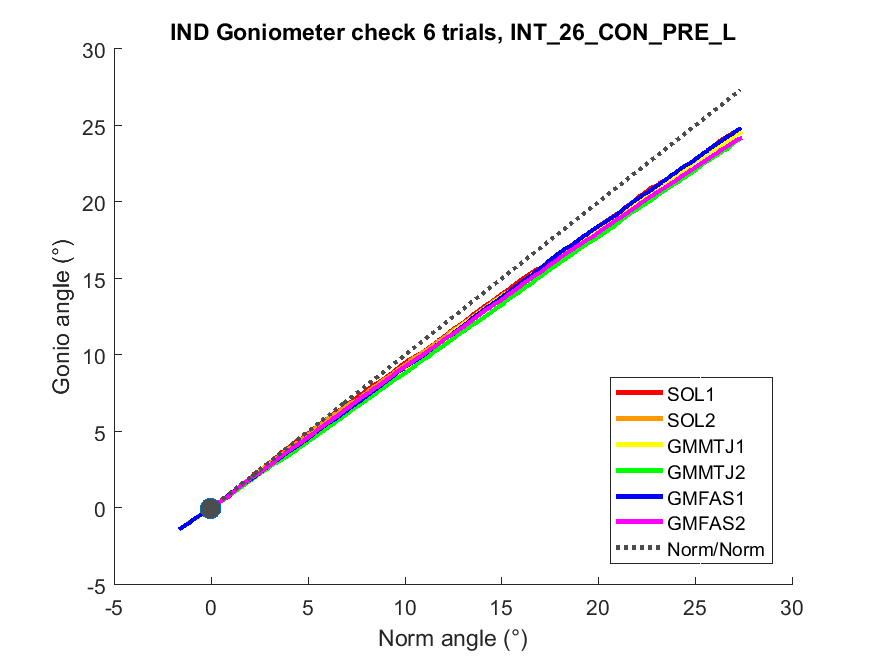 IND Goniometer check 6 trials, INT_26_CON_PRE_L
30
25
20
15
10
5
0
-5
Gonio angle (°)
-5 0 5 10 15 20 25 30
Norm angle (°)
SOL1
SOL2
GMMTJ1
GMMTJ2
GMFAS1
GMFAS2
Norm/Norm